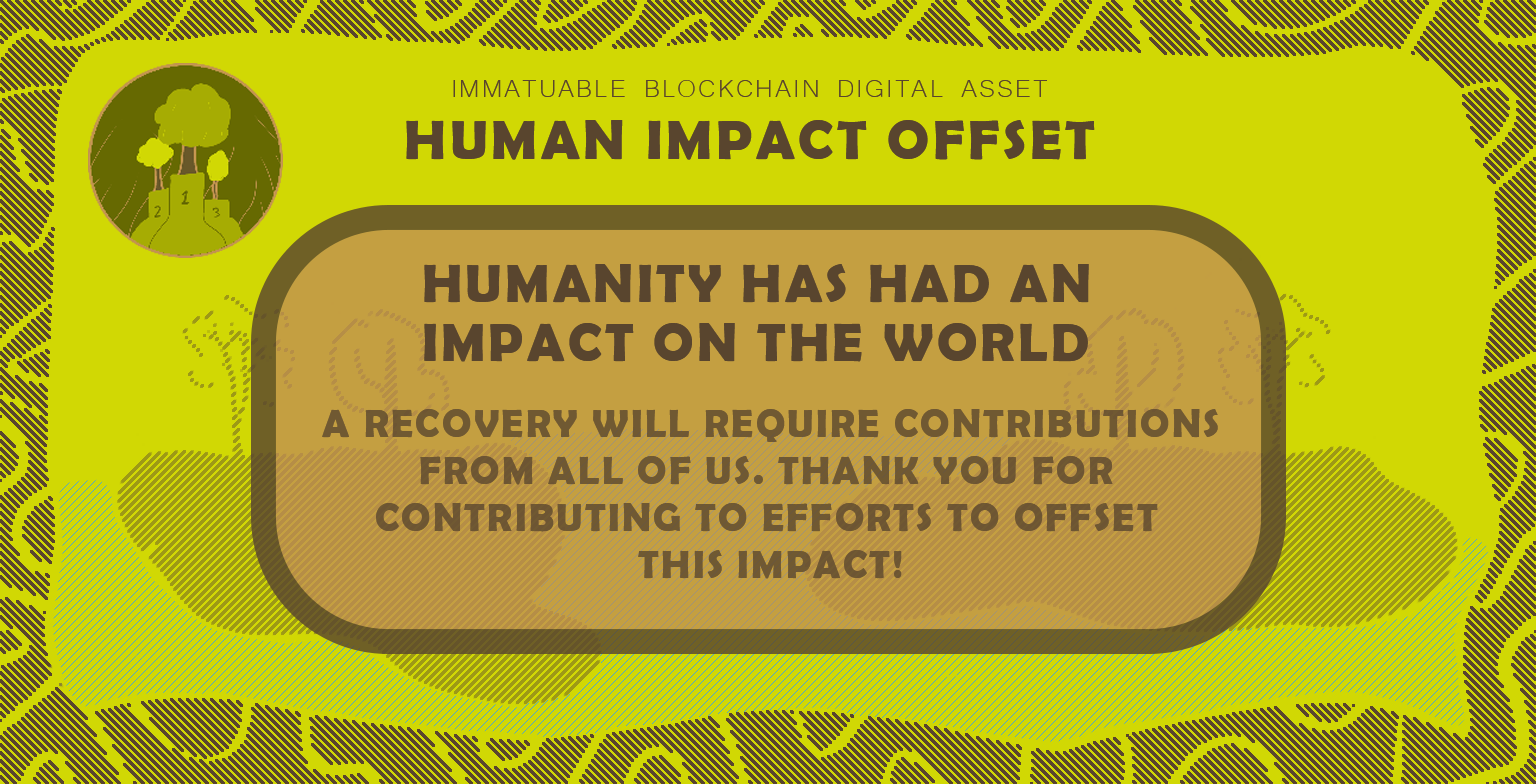 IMMATUABLE BLOCKCHAIN DIGITAL ASSET
HUMAN IMPACT OFFSET
1
2
3
HUMANITY HAS HAD AN
IMPACT ON THE WORLD
A RECOVERY WILL REQUIRE CONTRIBUTIONS
FROM ALL OF US. THANK YOU FOR
CONTRIBUTING TO EFFORTS TO OFFSET
THIS IMPACT!